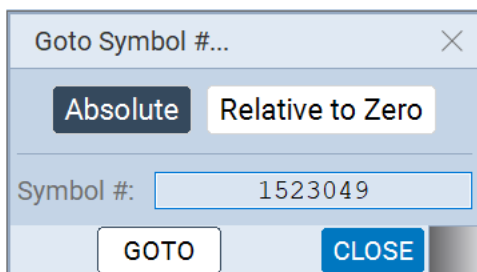 Goto Symbol #...
Absolute Relative to Zero
Symbol #: 1523049
GOTO CLOSE